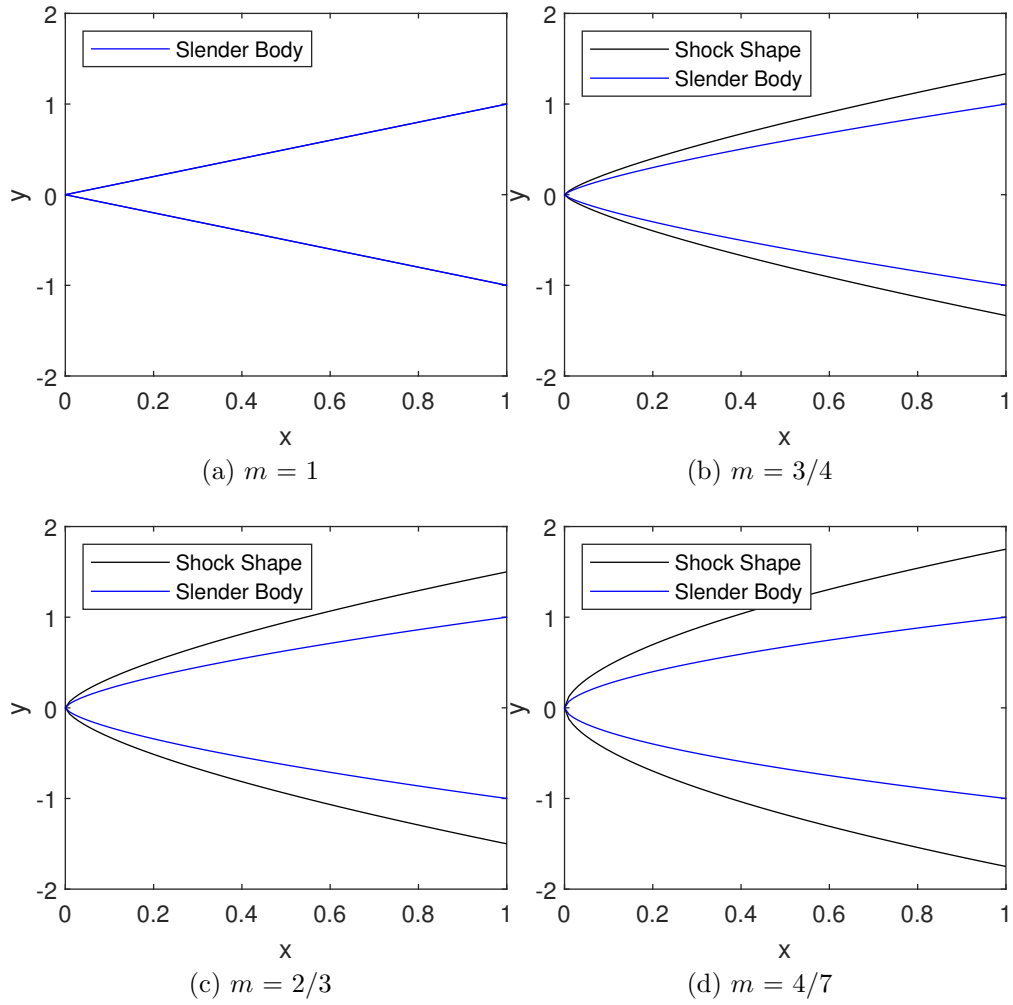 2
1
0
-1
-2
y
Slender Body
0 0.2 0.4 0.6 0.8 1
x
(a) m = 1
2
1
0
-1
-2
y
Shock Shape
Slender Body
0 0.2 0.4 0.6 0.8 1
x
(b) m = 3/4
2
1
0
-1
-2
y
Shock Shape
Slender Body
0 0.2 0.4 0.6 0.8 1
x
(c) m = 2/3
2
1
0
-1
-2
y
Shock Shape
Slender Body
0 0.2 0.4 0.6 0.8 1
x
(d) m = 4/7